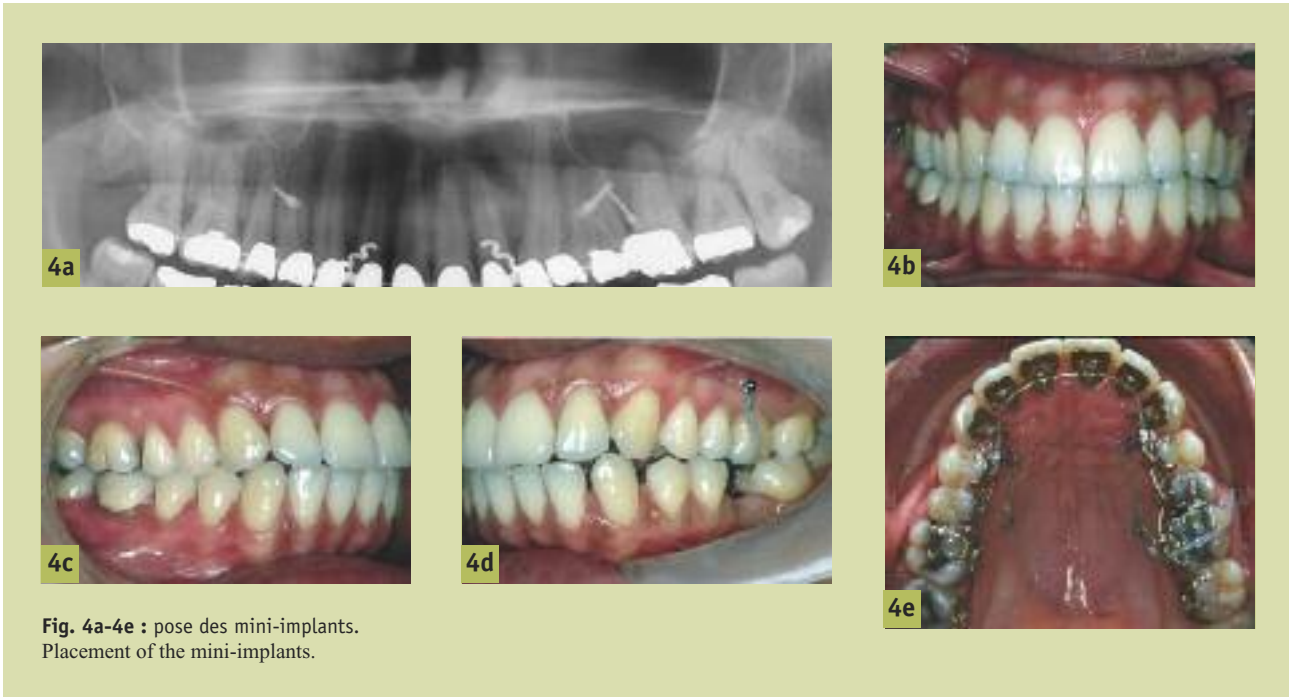 4a
4b
4c
4d
4e
Fig. 4a-4e : pose des mini-implants.
Placement of the mini-implants.